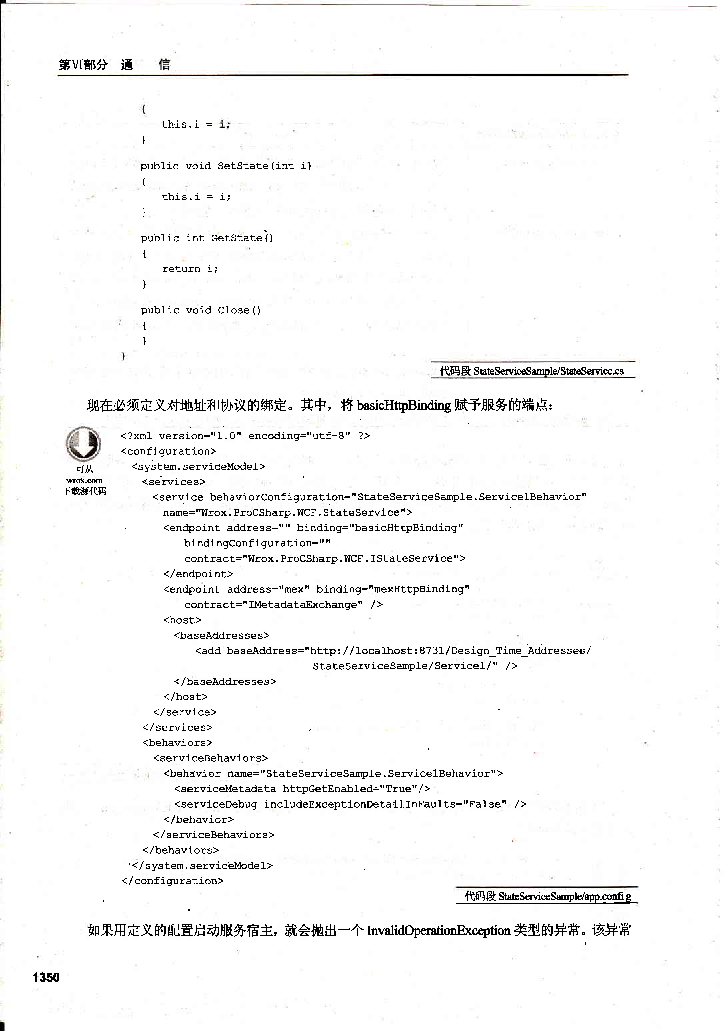 第VI部分 通 信
{
this.i = i;
}
public void SetState(int i)
{
this.i = i;
}
public int GetState()
{
return i;
}
public void Close()
{
}
}
代码段 StateServiceSample/StateService.cs
现在必须定义对地址和协议的绑定。其中，将 basicHttpBinding 赋予服务的端点：
<?xml version="1.0" encoding="utf-8" ?>
<configuration>
<system.serviceModel>
<services>
<service behaviorConfiguration="StateServiceSample.Service1Behavior"
name="Wrox.ProCSharp.WCF.StateService">
<endpoint address="" binding="basicHttpBinding"
bindingConfiguration=""
contract="Wrox.ProCSharp.WCF.IStateService">
</endpoint>
<endpoint address="mex" binding="mexHttpBinding"
contract="IMetadataExchange" />
<host>
<baseAddresses>
<add baseAddress="http://localhost:8731/Design_Time_Addresses/
StateServiceSample/Service1/" />
</baseAddresses>
</host>
</service>
</services>
<behaviors>
<serviceBehaviors>
<behavior name="StateServiceSample.Service1Behavior">
<serviceMetadata httpGetEnabled="True"/>
<serviceDebug includeExceptionDetailInFaults="False" />
</behavior>
</serviceBehaviors>
</behaviors>
</system.serviceModel>
</configuration>
可从
wrox.com
下载源代码
代码段 StateServiceSample/app.config
如果用定义的配置启动服务宿主，就会抛出一个 InvalidOperationException 类型的异常。该异常
1350